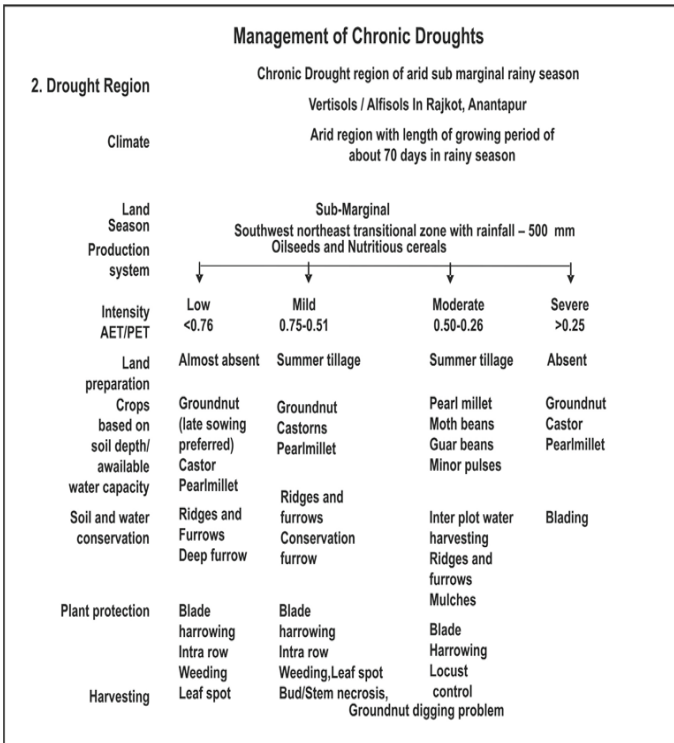 Management of Chronic Droughts
2. Drought Region
Chronic Drought region of arid sub marginal rainy season
Vertisols / Alfisols In Rajkot, Anantapur
Climate
Arid region with length of growing period of
about 70 days in rainy season
Land
Sub-Marginal
Season
Southwest northeast transitional zone with rainfall – 500 mm
Production
system
Oilseeds and Nutritious cereals
Intensity
AET/PET
Low
<0.76
Mild
0.75-0.51
Moderate
0.50-0.26
Severe
>0.25
Land
preparation
Almost absent
Summer tillage
Summer tillage
Absent
Crops
based on
soil depth/
available
water capacity
Groundnut
(late sowing
preferred)
Castor
Pearlmillet
Groundnut
Castorns
Pearlmillet
Pearl millet
Moth beans
Guar beans
Minor pulses
Groundnut
Castor
Pearlmillet
Soil and water
conservation
Ridges and
Furrows
Deep furrow
Ridges and
furrows
Conservation
furrow
Inter plot water
harvesting
Ridges and
furrows
Mulches
Blading
Plant protection
Blade
harrowing
Intra row
Weeding
Leaf spot
Blade
harrowing
Intra row
Weeding,Leaf spot
Bud/Stem necrosis,
Blade
Harrowing
Locust
control
Harvesting
Groundnut digging problem